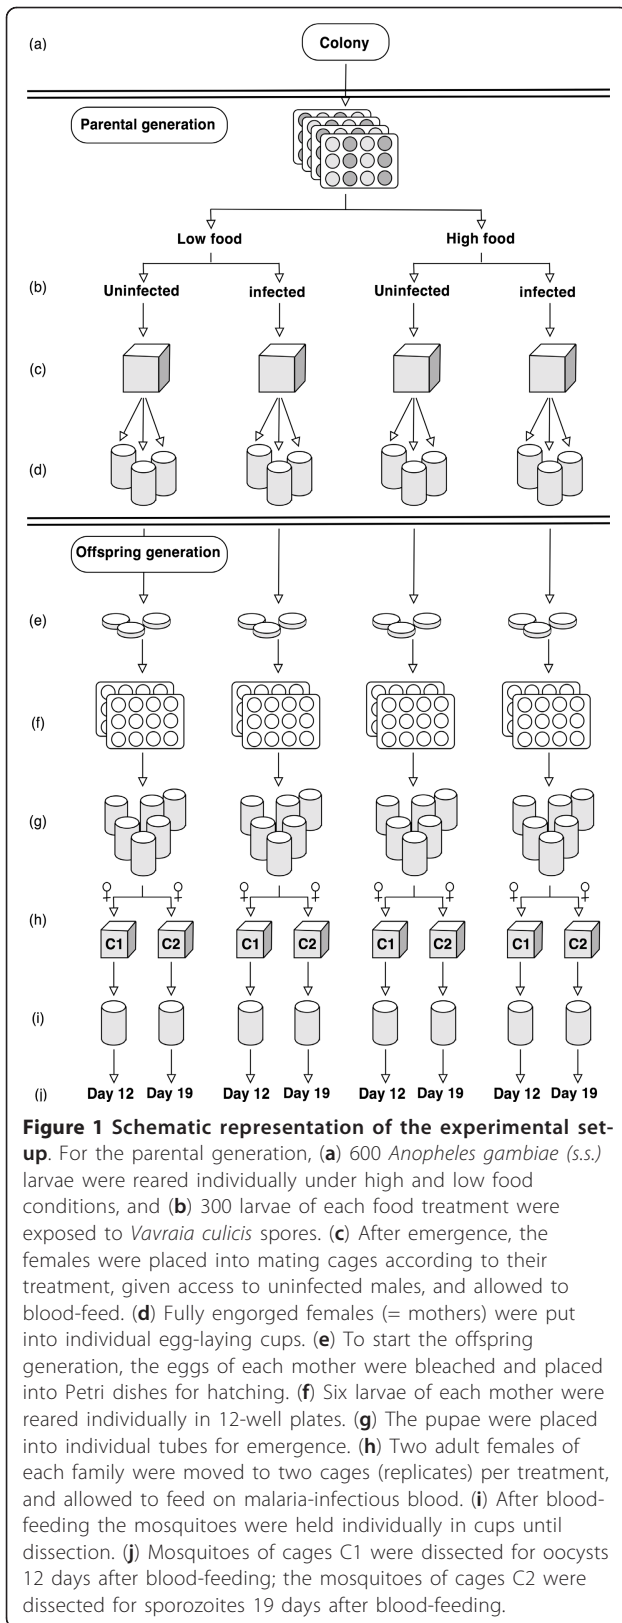 (a)
Colony
Parental generation
Low food
High food
(b)
Uninfected
infected
Uninfected
infected
(c)
(d)
Offspring generation
(e)
(f)
(g)
(h)
C1 C2 C1 C2 C1 C2 C1 C2
(i)
(j) Day 12 Day 19 Day 12 Day 19 Day 12 Day 19 Day 12 Day 19
Figure 1 Schematic representation of the experimental set-
up. For the parental generation, (a) 600 Anopheles gambiae (s.s.)
larvae were reared individually under high and low food
conditions, and (b) 300 larvae of each food treatment were
exposed to Vavraia culicis spores. (c) After emergence, the
females were placed into mating cages according to their
treatment, given access to uninfected males, and allowed to
blood-feed. (d) Fully engorged females (= mothers) were put
into individual egg-laying cups. (e) To start the offspring
generation, the eggs of each mother were bleached and placed
into Petri dishes for hatching. (f) Six larvae of each mother were
reared individually in 12-well plates. (g) The pupae were placed
into individual tubes for emergence. (h) Two adult females of
each family were moved to two cages (replicates) per treatment,
and allowed to feed on malaria-infectious blood. (i) After blood-
feeding the mosquitoes were held individually in cups until
dissection. (j) Mosquitoes of cages C1 were dissected for oocysts
12 days after blood-feeding; the mosquitoes of cages C2 were
dissected for sporozoites 19 days after blood-feeding.